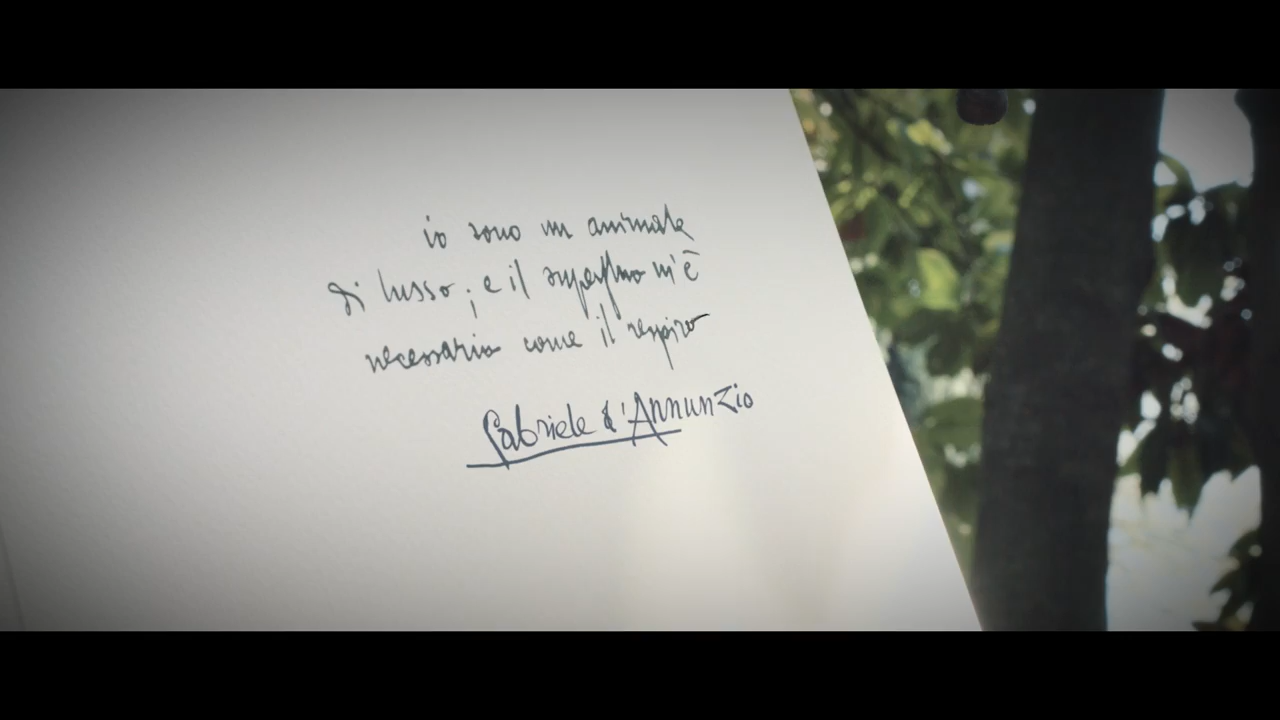 io sono un animale
di lusso; e il superfluo m'è
necessario come il respiro
Gabriele d'Annunzio